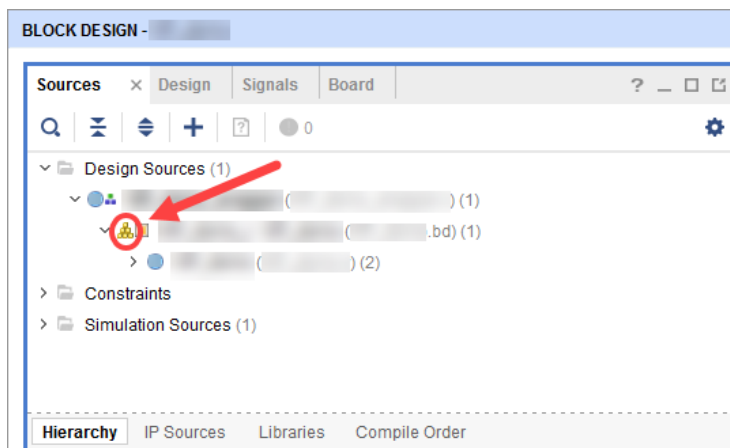 BLOCK DESIGN -
Sources × Design Signals Board ?
? 0
Design Sources (1)
( ) (1)
( .bd) (1)
( ) (2)
Constraints
Simulation Sources (1)
Hierarchy IP Sources Libraries Compile Order